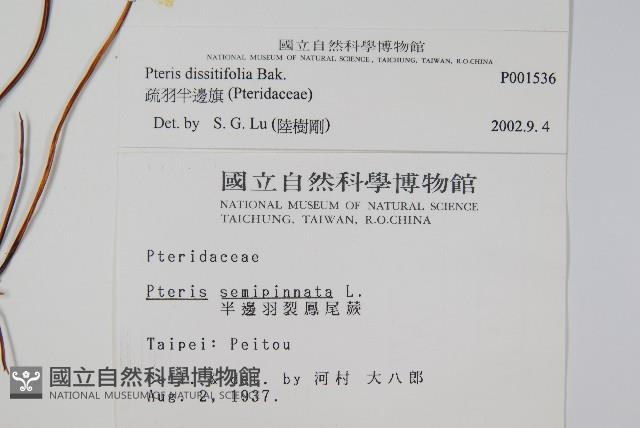 國立自然科學博物館
NATIONAL MUSEUM OF NATURAL SCIENCE, TAICHUNG, TAIWAN, R.O.CHINA
Pteris dissitifolia Bak. P001536
疏羽半邊旗 (Pteridaceae)
Det. by S. G. Lu (陸樹剛) 2002.9.4
國立自然科學博物館
NATIONAL MUSEUM OF NATURAL SCIENCE
TAICHUNG, TAIWAN, R.O.CHINA
Pteridaceae
Pteris semipinnata L.
半邊羽裂鳳尾蕨
Taipei: Peitou
by 河村 大八郎
Aug. 2, 1937.
國立自然科學博物館
NATIONAL MUSEUM OF NATURAL SCIENCE